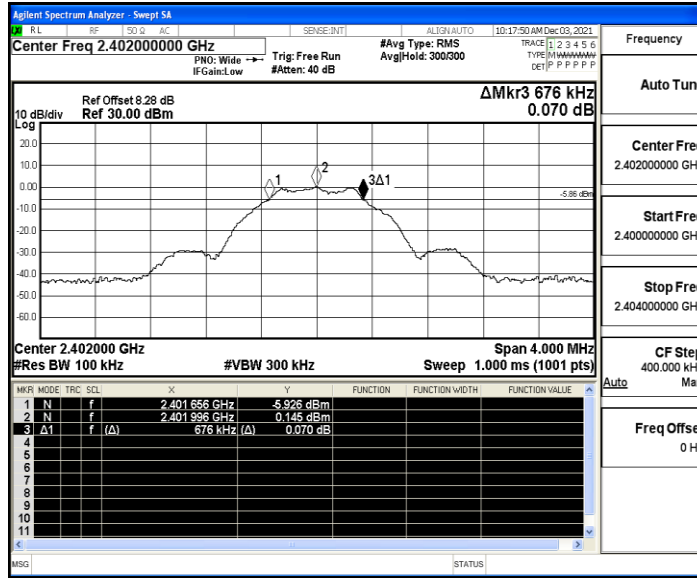 Agilent Spectrum Analyzer - Swept SA
RL RF 50 Ω AC SENSE:INT ALIGN AUTO 10:17:50 AM Dec 03, 2021
Center Freq 2.402000000 GHz
#Avg Type: RMS
TRACE 1 2 3 4 5 6
PNO: Wide
Trig: Free Run
Avg|Hold: 300/300
TYPE M
IFGain:Low
#Atten: 40 dB
DET P P P P P P
ΔMkr3 676 kHz
0.070 dB
Ref Offset 8.28 dB
10 dB/div Ref 30.00 dBm
Log
20.0
10.0
0.00
-10.0
-20.0
-30.0
-40.0
-50.0
-60.0
1
2
3Δ1
-5.86 dBm
Center 2.402000 GHz Span 4.000 MHz
#Res BW 100 kHz #VBW 300 kHz Sweep 1.000 ms (1001 pts)
MKR MODE TRC SCL X Y FUNCTION FUNCTION WIDTH FUNCTION VALUE
1 N f 2.401 656 GHz -5.926 dBm
2 N f 2.401 996 GHz 0.145 dBm
3 Δ1 f (Δ) 676 kHz (Δ) 0.070 dB
4
5
6
7
8
9
10
11
MSG STATUS
Frequency
Auto Tun
Center Fre
2.402000000 GH
Start Fre
2.400000000 GH
Stop Fre
2.404000000 GH
CF Step
400.000 kH
Auto Ma
Freq Offse
0 H